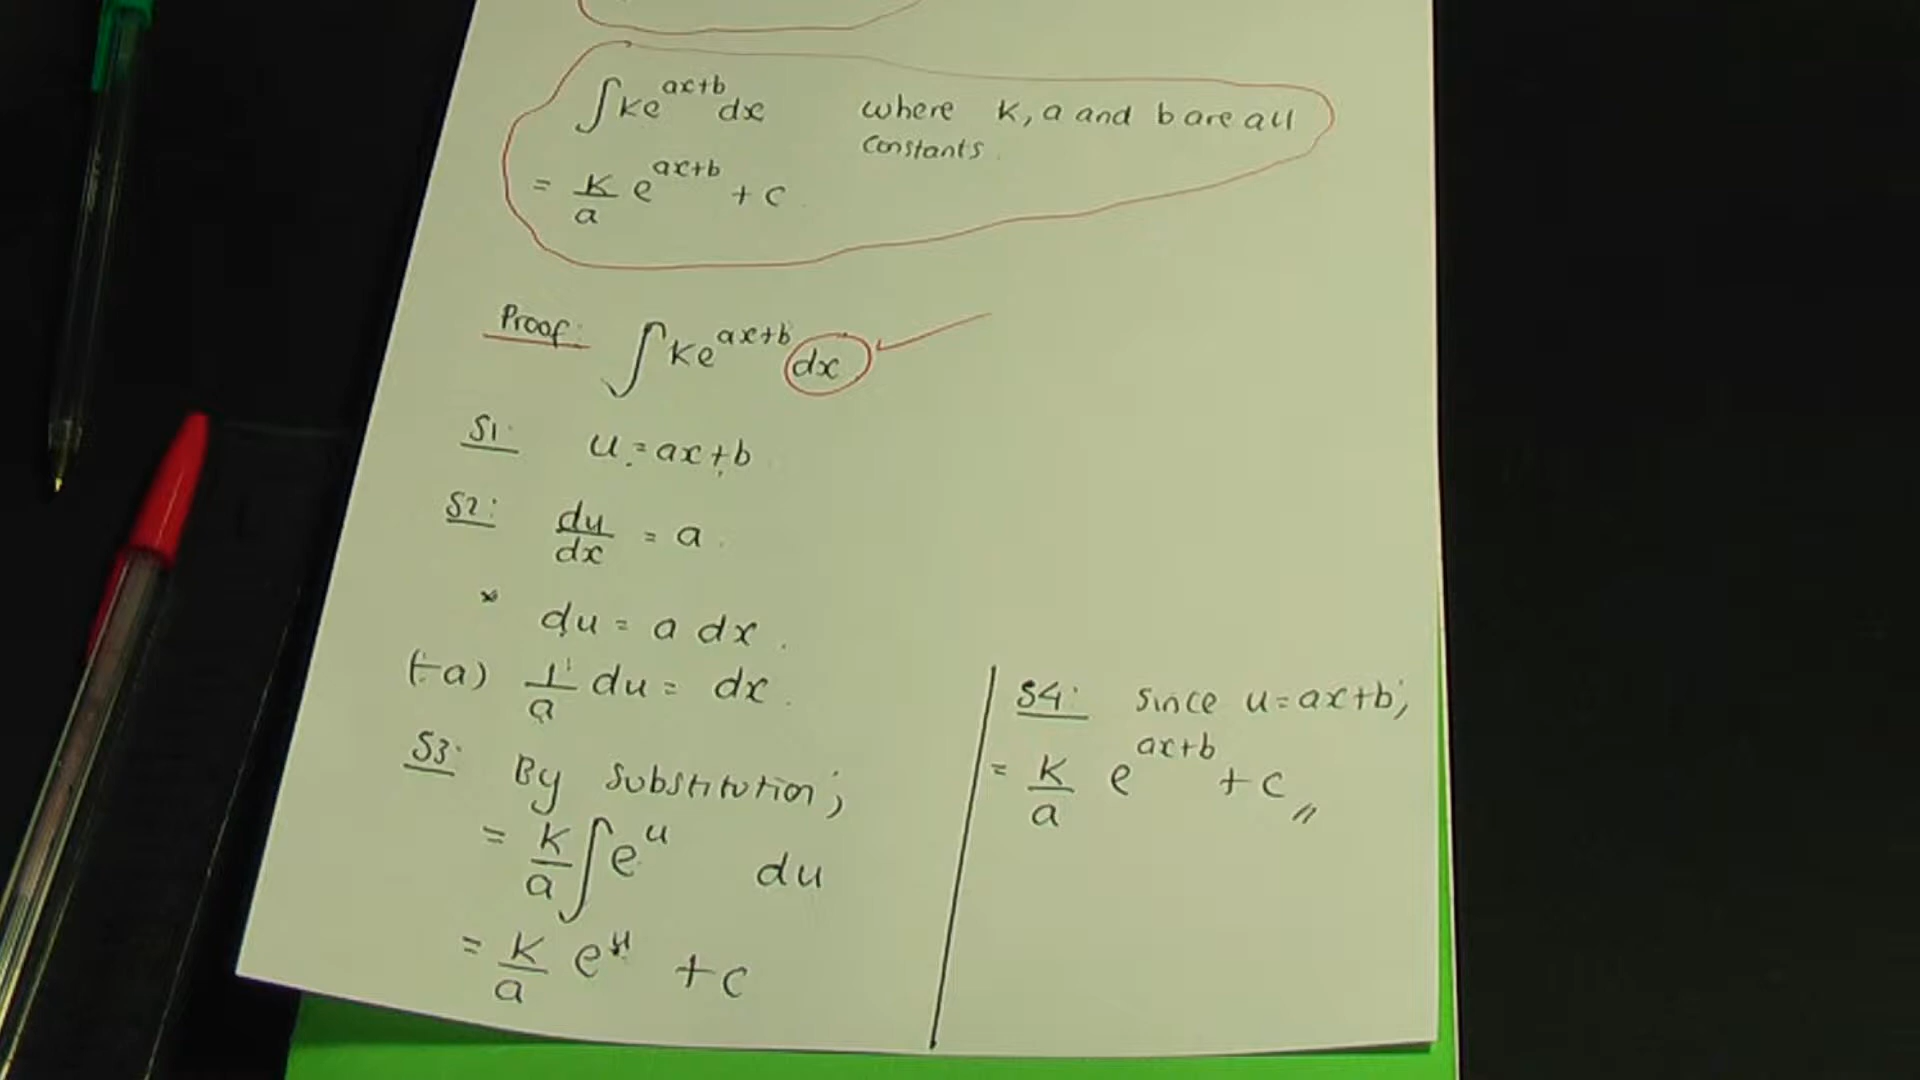 ∫ke^{ax+b} dx where k, a and b are all
constants.
= k/a e^{ax+b} + c
Proof: ∫ke^{ax+b} dx
S1: u = ax+b
S2: du/dx = a.
* du = a dx.
(÷a) 1/a du = dx.
S3: By substitution;
= k/a ∫e^u du
= k/a e^u + c
S4: since u=ax+b,
= k/a e^{ax+b} + c //